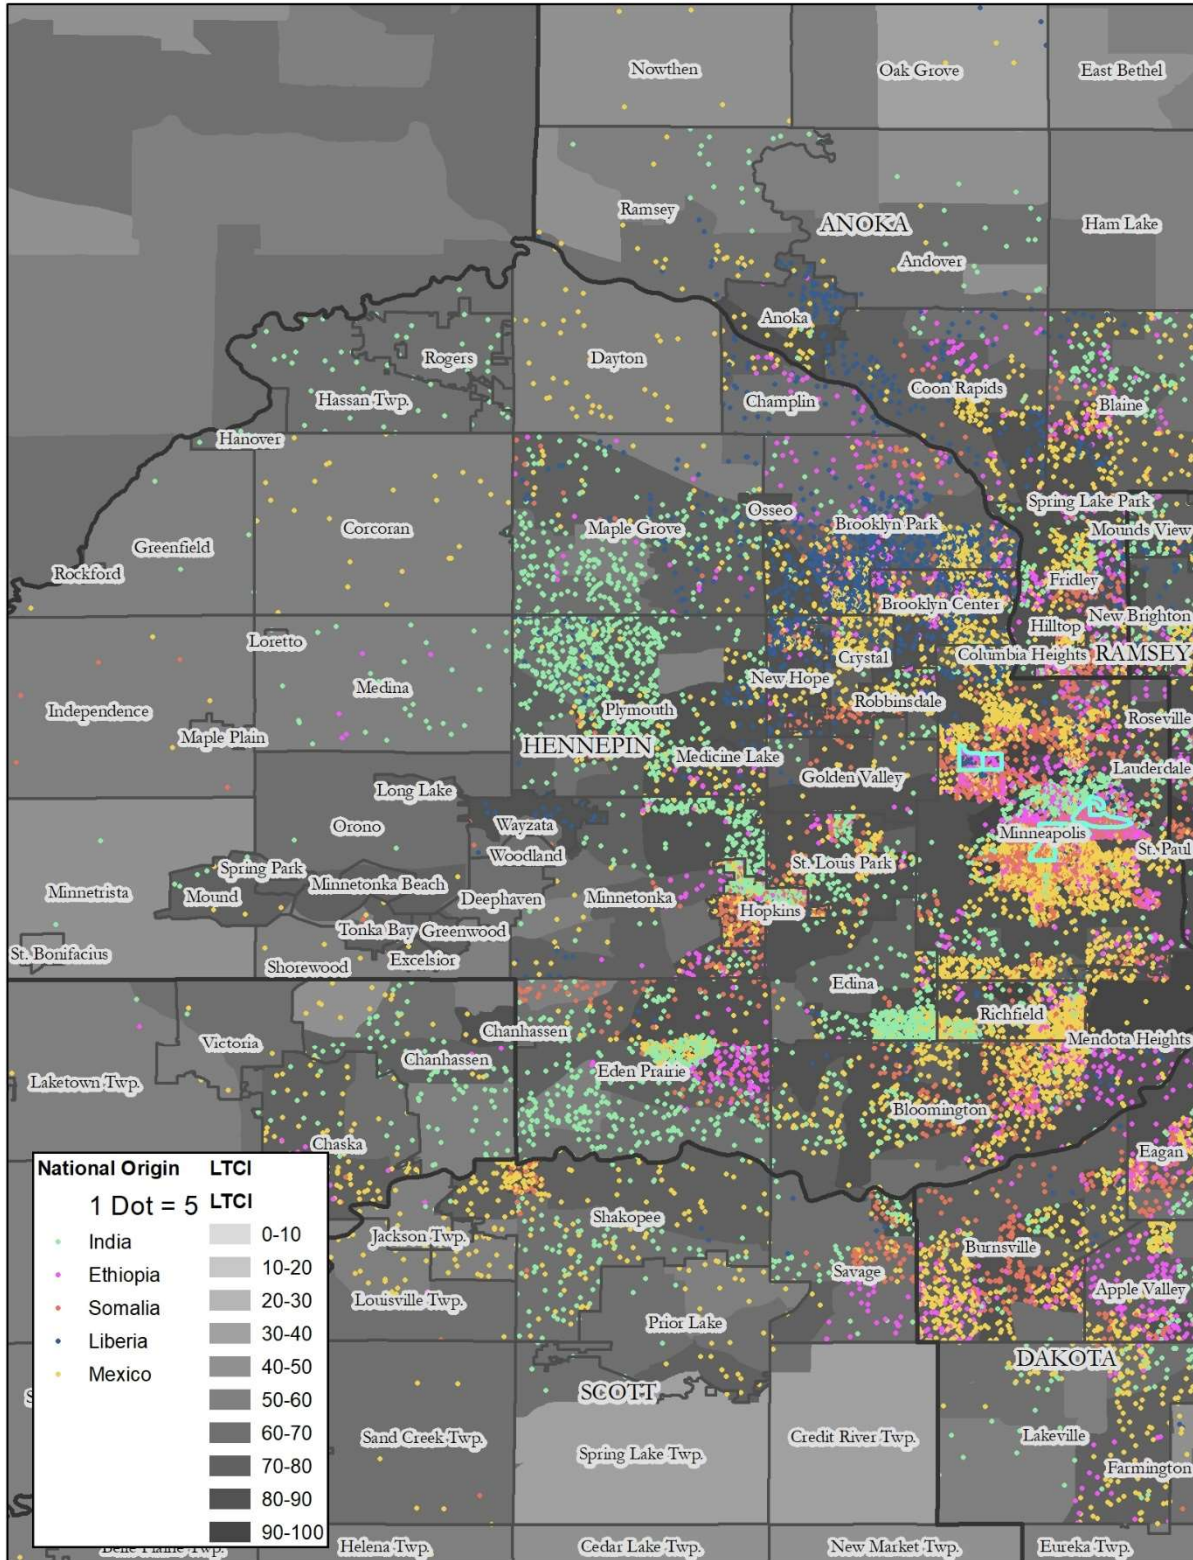 Nowthen
Oak Grove
East Bethel
Ramsey
ANOKA
Ham Lake
Andover
Anoka
Rogers
Dayton
Coon Rapids
Hassan Twp.
Champlin
Blaine
Hanover
Spring Lake Park
Osseo
Corcoran
Maple Grove
Brooklyn Park
Mounds View
Greenfield
Rockford
Fridley
Brooklyn Center
New Brighton
Hilltop
Loretto
Crystal
Columbia Heights
RAMSEY
Medina
New Hope
Robbinsdale
Independence
Plymouth
Roseville
Maple Plain
HENNEPIN
Medicine Lake
Golden Valley
Lauderdale
Long Lake
Orono
Wayzata
Minneapolis
Woodland
St. Louis Park
St. Paul
Spring Park
Minnetrista
Minnetonka Beach
Mound
Deephaven
Minnetonka
Hopkins
Tonka Bay
Greenwood
St. Bonifacius
Excelsior
Shorewood
Edina
Richfield
Chanhassen
Victoria
Mendota Heights
Chanhassen
Eden Prairie
Laketown Twp.
Bloomington
Chaska
Eagan
National Origin LTCI
1 Dot = 5 LTCI
India
Ethiopia
Somalia
Liberia
Mexico
0-10
10-20
20-30
30-40
40-50
50-60
60-70
70-80
80-90
90-100
Shakopee
Jackson Twp.
Burnsville
Savage
Apple Valley
Louisville Twp.
Prior Lake
DAKOTA
SCOTT
Sand Creek Twp.
Spring Lake Twp.
Credit River Twp.
Lakeville
Farmington
Belle Plaine Twp.
Helena Twp.
Cedar Lake Twp.
New Market Twp.
Eureka Twp.